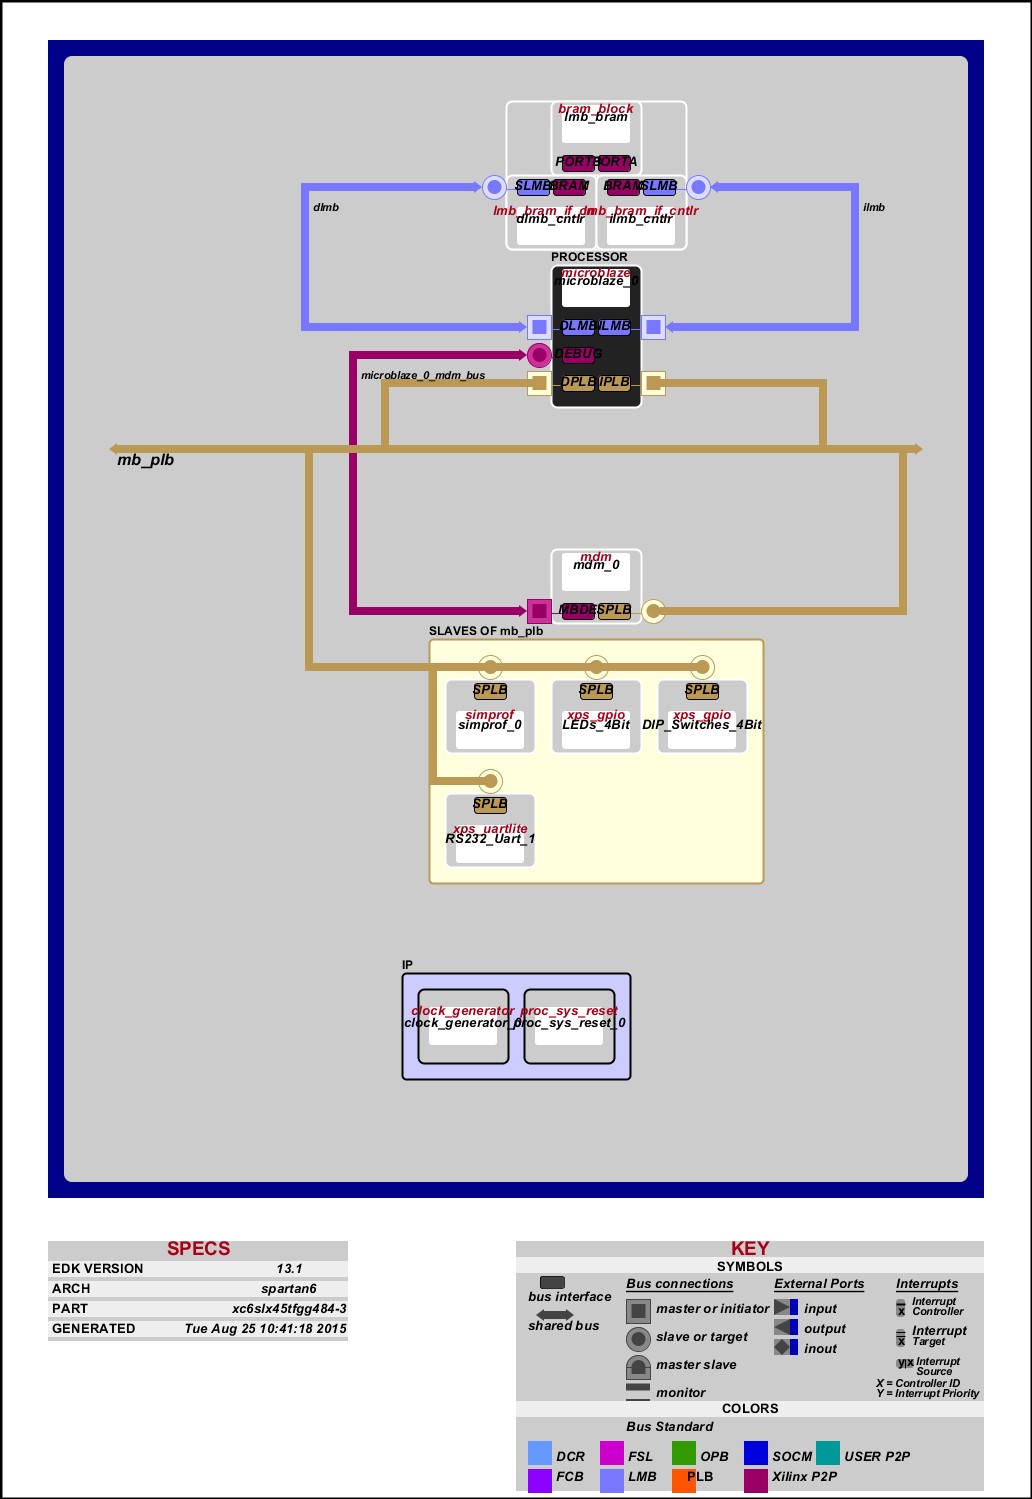 bram_block
lmb_bram
PORTB PORTA
SLMB BRAM BRAM SLMB
lmb_bram_if_cntlr lmb_bram_if_cntlr
dlmb_cntlr ilmb_cntlr
dlmb
ilmb
PROCESSOR
microblaze
microblaze_0
DLMB ILMB
DEBUG
microblaze_0_mdm_bus
DPLB IPLB
mb_plb
mdm
mdm_0
SPLB
SLAVES OF mb_plb
SPLB SPLB SPLB
simprof xps_gpio xps_gpio
simprof_0 LEDs_4Bit DIP_Switches_4Bit
SPLB
xps_uartlite
RS232_Uart_1
IP
clock_generator proc_sys_reset
clock_generator_0 proc_sys_reset_0
SPECS
EDK VERSION 13.1
ARCH spartan6
PART xc6slx45tfgg484-3
GENERATED Tue Aug 25 10:41:18 2015
KEY
SYMBOLS
bus interface
shared bus
Bus connections
master or initiator
slave or target
master slave
monitor
External Ports
input
output
inout
Interrupts
x
Interrupt
Controller
x
Interrupt
Target
y x
Interrupt
Source
X = Controller ID
Y = Interrupt Priority
COLORS
Bus Standard
DCR FSL OPB SOCM USER P2P
FCB LMB PLB Xilinx P2P